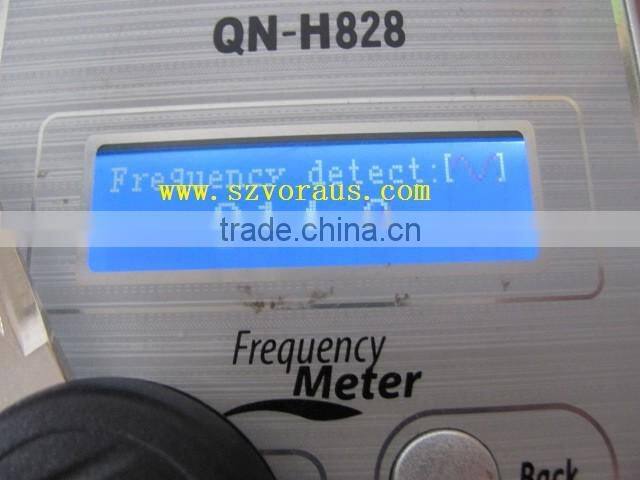 QN-H828
Frequency detect:[ ]
www.szvoraus.com
trade.china.cn
Frequency
Meter
Back